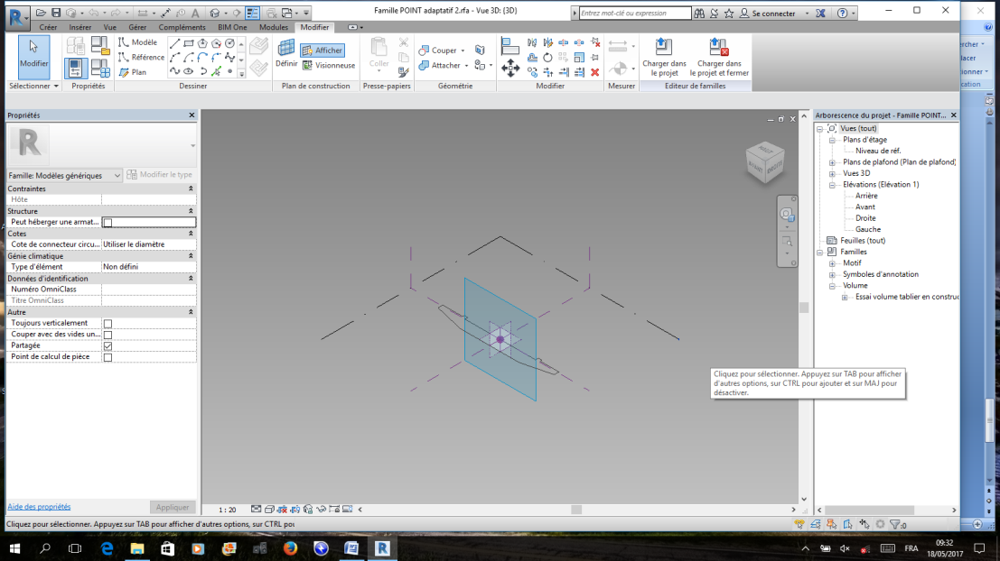 Famille POINT adaptatif 2.rfa - Vue 3D: {3D}
Entrez mot-clé ou expression
Se connecter
Créer Insérer Vue Gérer Compléments BIM One Modules Modifier
Modifier
Modèle
Référence
Plan
Définir
Afficher
Visionneuse
Coller
Couper
Attacher
Charger dans
le projet
Charger dans
le projet et fermer
Sélectionner Propriétés Dessiner Plan de construction Presse-papiers Géométrie Modifier Mesurer Editeur de familles
Propriétés
R
Famille: Modèles génériques
Modifier le type
Contraintes
Hôte
Structure
Peut héberger une armat...
Cotes
Cote de connecteur circu... Utiliser le diamètre
Génie climatique
Type d'élément Non défini
Données d'identification
Numéro OmniClass
Titre OmniClass
Autre
Toujours verticalement
Couper avec des vides un...
Partagée
Point de calcul de pièce
Aide des propriétés
Appliquer
Cliquez pour sélectionner. Appuyez sur TAB pour afficher
d'autres options, sur CTRL pour ajouter et sur MAJ pour
désactiver.
1 : 20
Arborescence du projet - Famille POINT...
Vues (tout)
Plans d'étage
Niveau de réf.
Plans de plafond (Plan de plafond)
Vues 3D
Elévations (Elévation 1)
Arrière
Avant
Droite
Gauche
Feuilles (tout)
Familles
Motif
Symboles d'annotation
Volume
Essai volume tablier en constru
Cliquez pour sélectionner. Appuyez sur TAB pour afficher d'autres options, sur CTRL pou
:0
FRA
09:32
18/05/2017